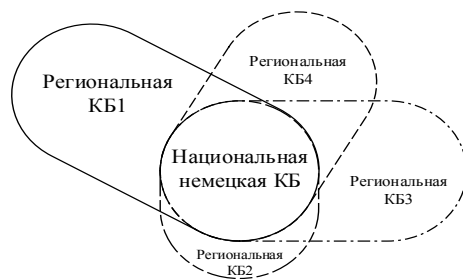 Региональная
КБ1
Региональная
КБ4
Национальная
немецкая КБ
Региональная
КБ3
Региональная
КБ2